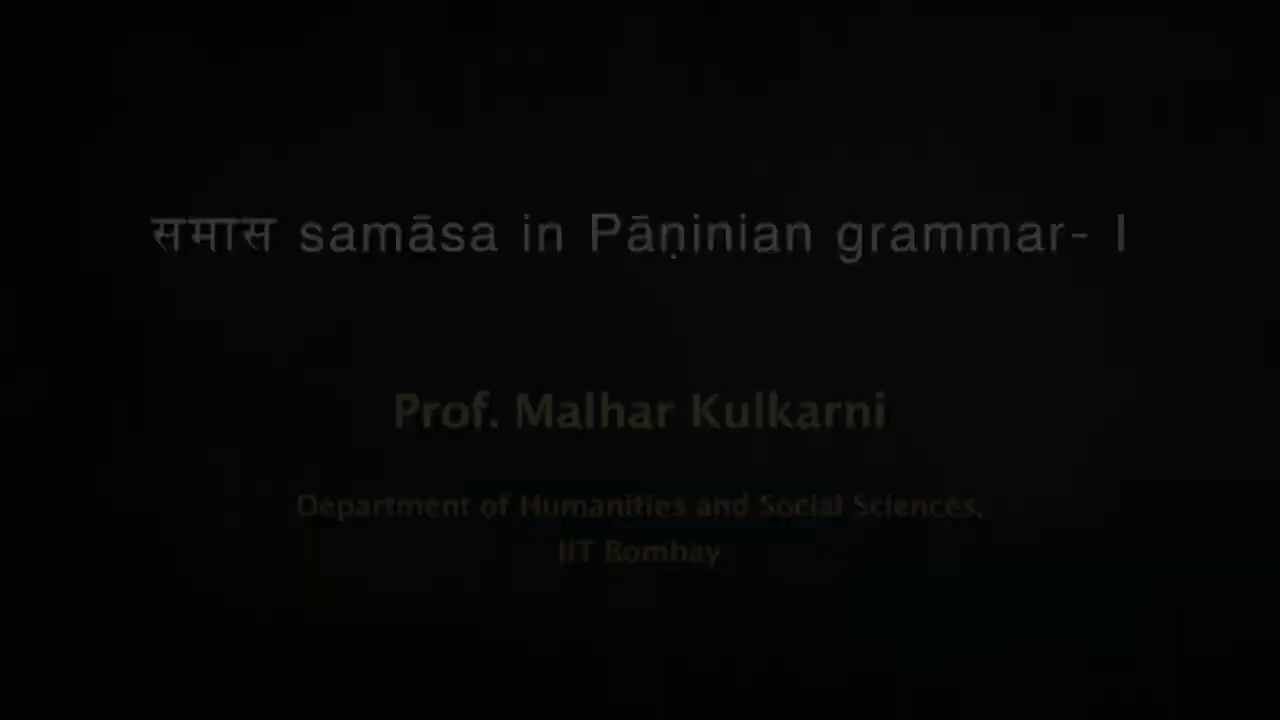 समास samāsa in Pāṇinian grammar- I
Prof. Malhar Kulkarni
Department of Humanities and Social Sciences,
IIT Bombay